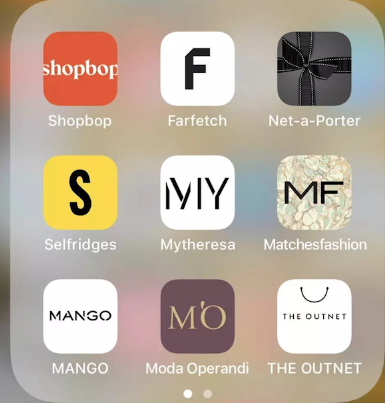 shopbop
F
Shopbop
Farfetch
Net-a-Porter
S
MY
MF
Selfridges
Mytheresa
Matchesfashion
MANGO
M'O
THE OUTNET
MANGO
Moda Operandi
THE OUTNET